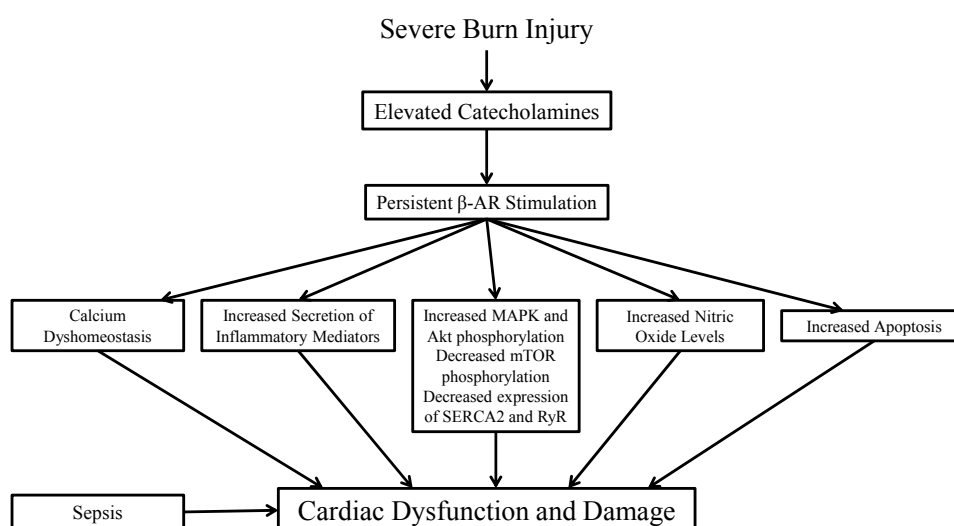 Severe Burn Injury
Elevated Catecholamines
Persistent β-AR Stimulation
Calcium
Dyshomeostasis
Increased Secretion of
Inflammatory Mediators
Increased MAPK and
Akt phosphorylation
Decreased mTOR
phosphorylation
Decreased expression
of SERCA2 and RyR
Increased Nitric
Oxide Levels
Increased Apoptosis
Sepsis
Cardiac Dysfunction and Damage